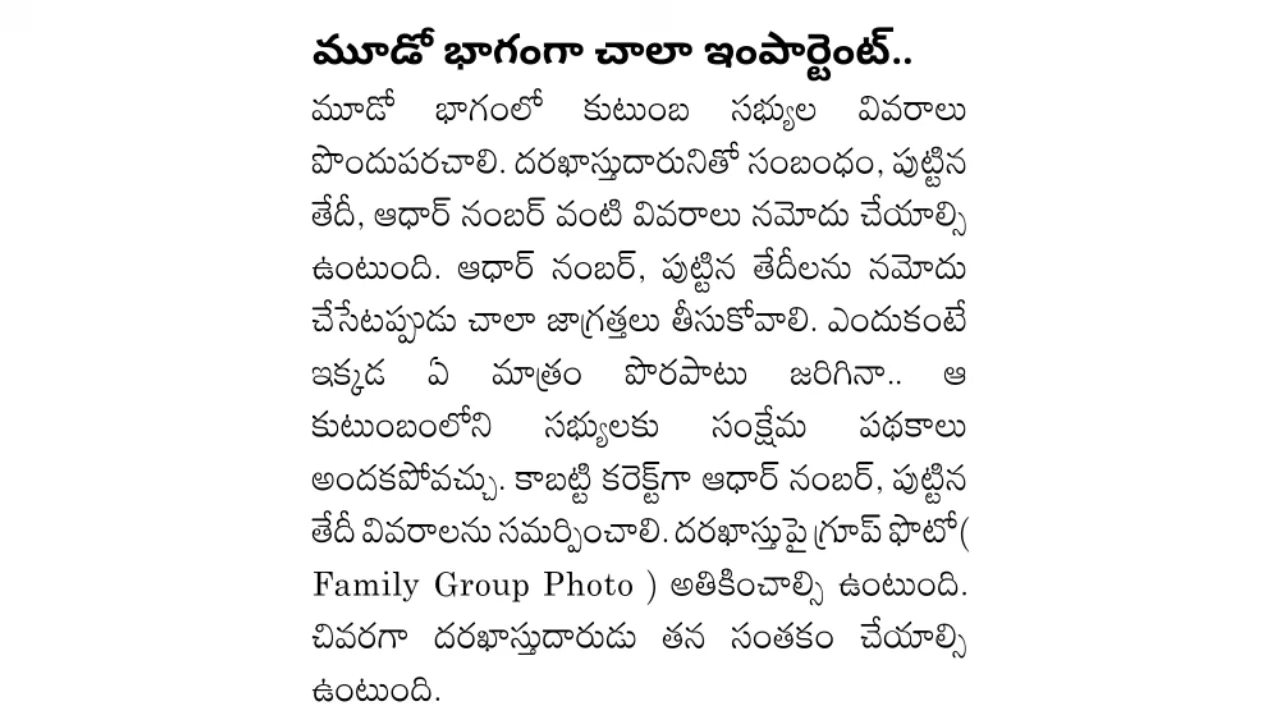 మూడో భాగంగా చాలా ఇంపార్టెంట్..
మూడో భాగంలో కుటుంబ సభ్యుల వివరాలు
పొందుపరచాలి. దరఖాస్తుదారునితో సంబంధం, పుట్టిన
తేదీ, ఆధార్ నంబర్ వంటి వివరాలు నమోదు చేయాల్సి
ఉంటుంది. ఆధార్ నంబర్, పుట్టిన తేదీలను నమోదు
చేసేటప్పుడు చాలా జాగ్రత్తలు తీసుకోవాలి. ఎందుకంటే
ఇక్కడ ఏ మాత్రం పొరపాటు జరిగినా.. ఆ
కుటుంబంలోని సభ్యులకు సంక్షేమ పథకాలు
అందకపోవచ్చు. కాబట్టి కరెక్ట్‌గా ఆధార్ నంబర్, పుట్టిన
తేదీ వివరాలను సమర్పించాలి. దరఖాస్తుపై గ్రూప్ ఫొటో(
Family Group Photo ) అతికించాల్సి ఉంటుంది.
చివరగా దరఖాస్తుదారుడు తన సంతకం చేయాల్సి
ఉంటుంది.